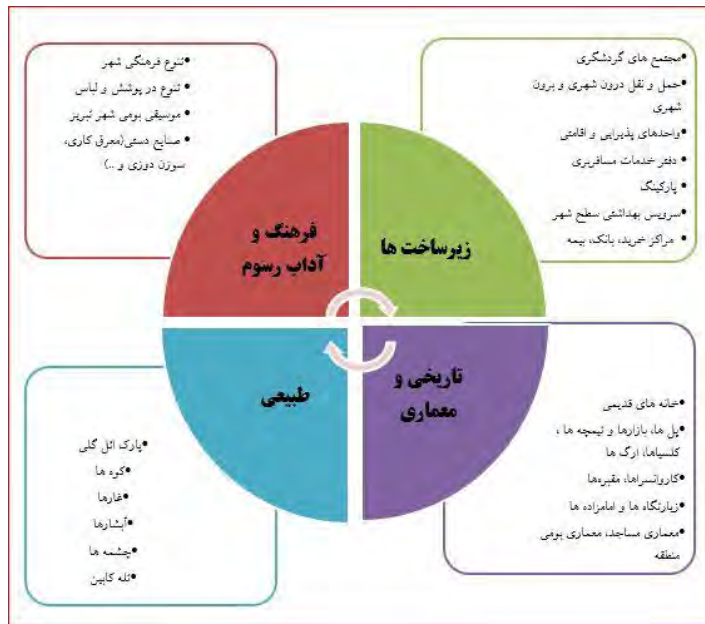 •مجتمع های گردشگری
•حمل و نقل درون شهری و برون
شهری
•واحدهای پذیرایی و اقامتی
• دفتر خدمات مسافربری
• پارکینگ
•سرویس بهداشتی سطح شهر
• مراکز خرید، بانک، بیمه
•تنوع فرهنگی شهر
•تنوع در پوشش و لباس
• موسیقی بومی شهر تبریز
• صنایع دستی(معرق کاری،
سوزن دوزی و ..)
زیرساخت ها
فرهنگ و
آداب رسوم
تاریخی و
معماری
طبیعی
•خانه های قدیمی
•پل ها، بازارها و تیمچه ها ،
کلسیاها، ارگ ها
•کاروانسراها، مقبره‌ها
•زیارتگاه ها و امامزاده ها
•معماری مساجد، معماری بومی
منطقه
•پارک ائل گلی
•کوه ها
•غارها
•آبشارها
•چشمه ها
•تله کابین